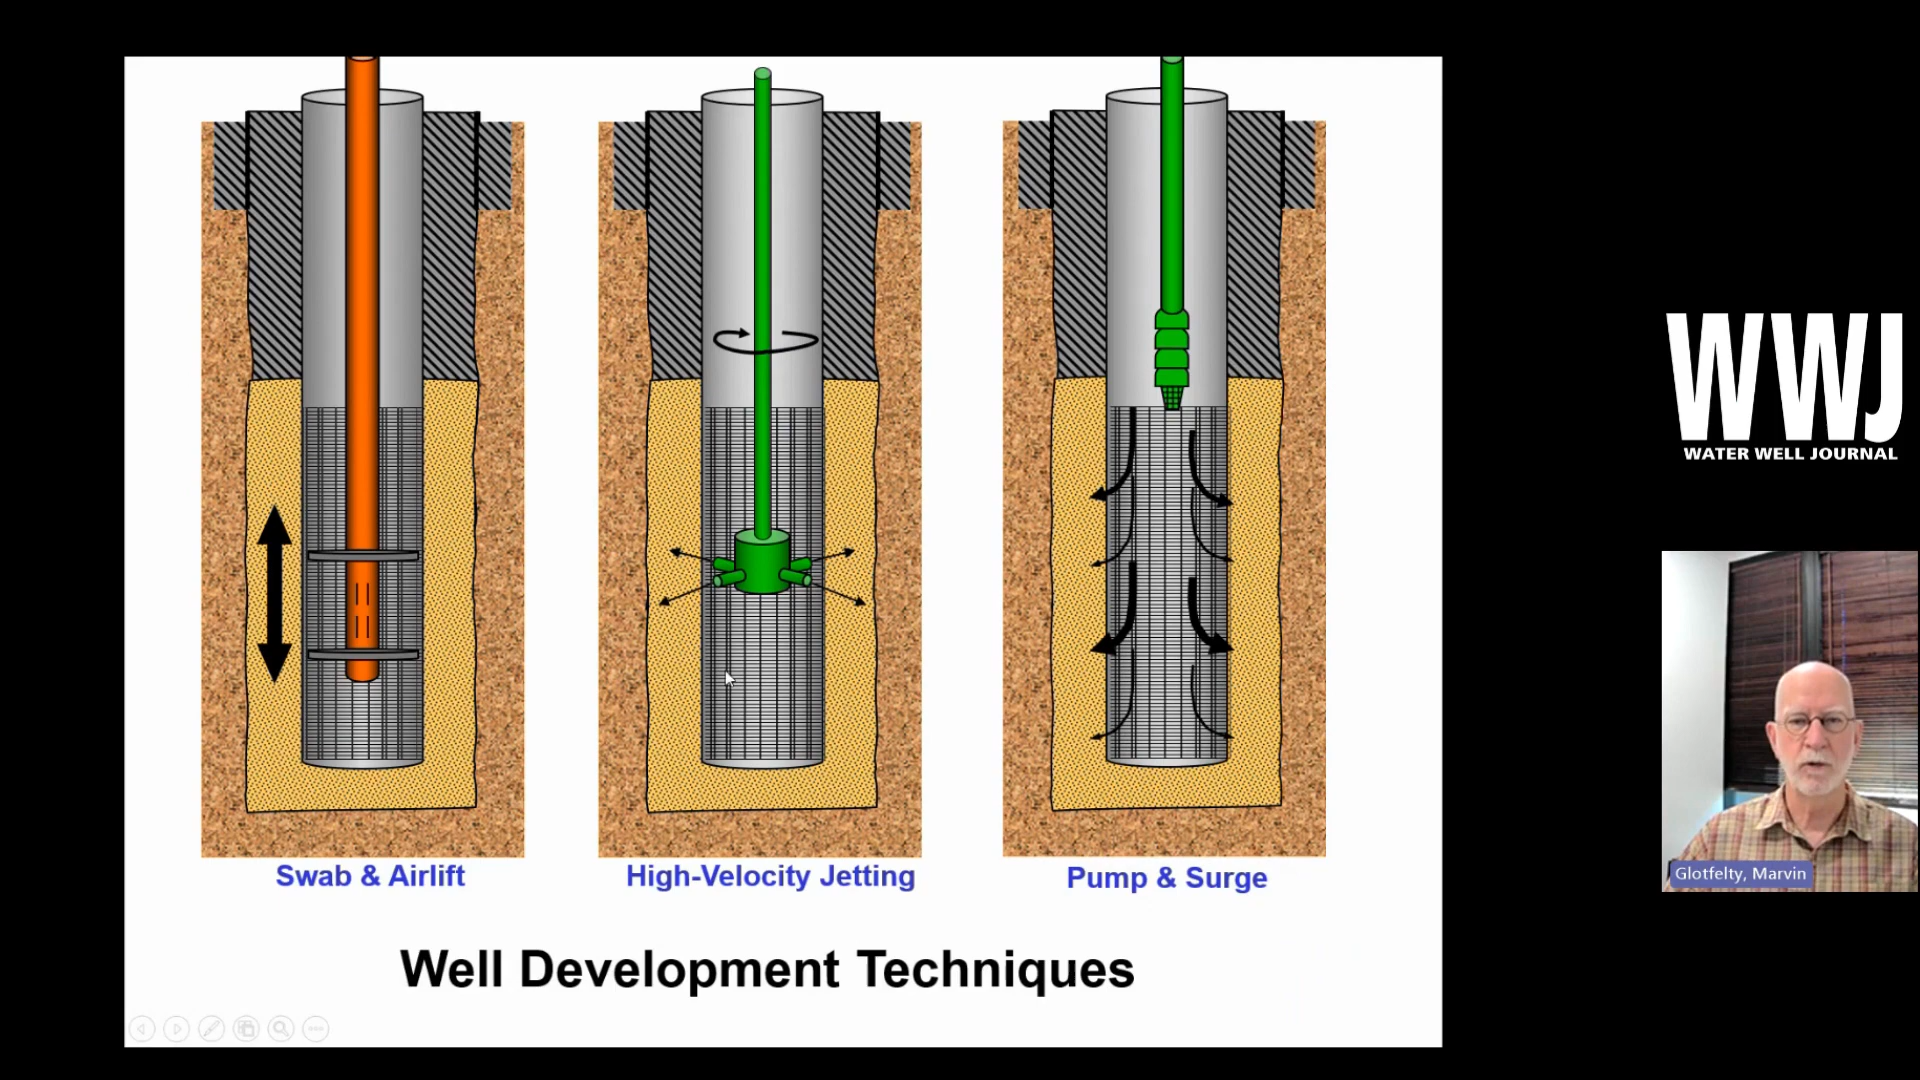 Swab & Airlift
High-Velocity Jetting
Pump & Surge
Well Development Techniques
WWJ
WATER WELL JOURNAL
Glotfelty, Marvin